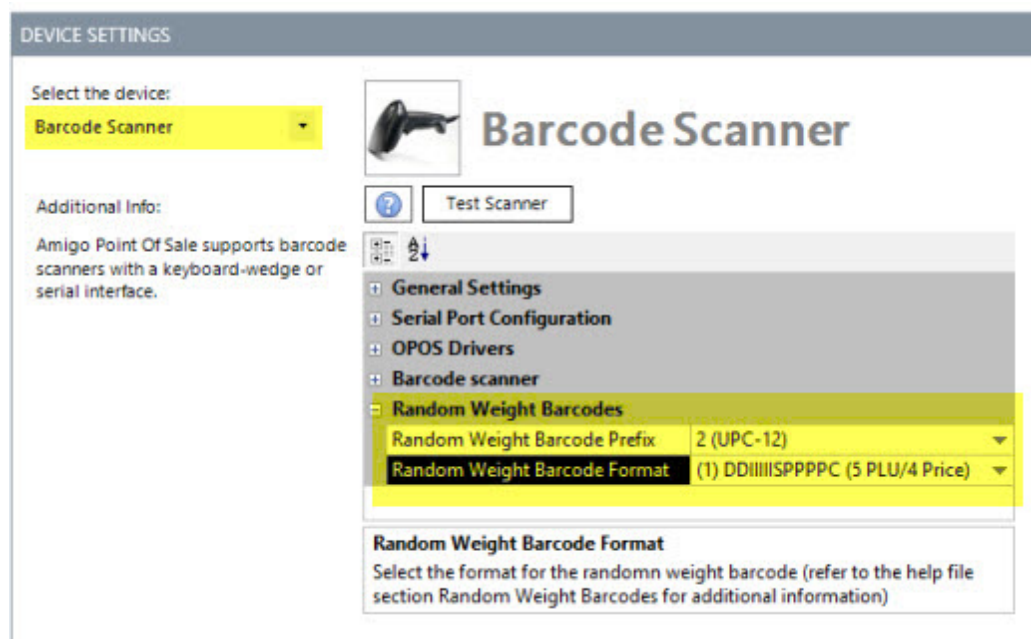 DEVICE SETTINGS
Select the device:
Barcode Scanner
Additional Info:
Amigo Point Of Sale supports barcode
scanners with a keyboard-wedge or
serial interface.
Barcode Scanner
Test Scanner
General Settings
Serial Port Configuration
OPOS Drivers
Barcode scanner
Random Weight Barcodes
Random Weight Barcode Prefix 2 (UPC-12)
Random Weight Barcode Format (1) DDIIIIISPPPPC (5 PLU/4 Price)
Random Weight Barcode Format
Select the format for the randomn weight barcode (refer to the help file
section Random Weight Barcodes for additional information)